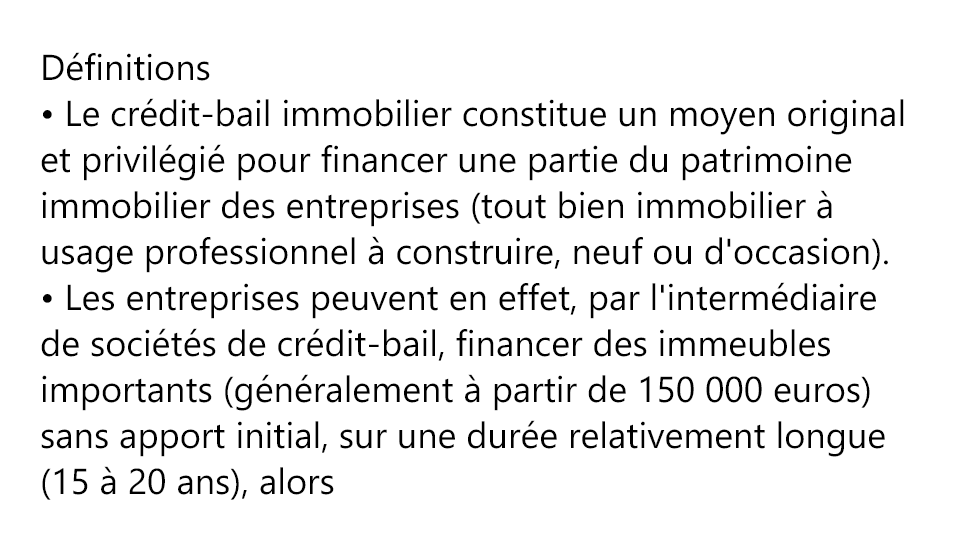 Définitions
• Le crédit-bail immobilier constitue un moyen original
et privilégié pour financer une partie du patrimoine
immobilier des entreprises (tout bien immobilier à
usage professionnel à construire, neuf ou d'occasion).
• Les entreprises peuvent en effet, par l'intermédiaire
de sociétés de crédit-bail, financer des immeubles
importants (généralement à partir de 150 000 euros)
sans apport initial, sur une durée relativement longue
(15 à 20 ans), alors